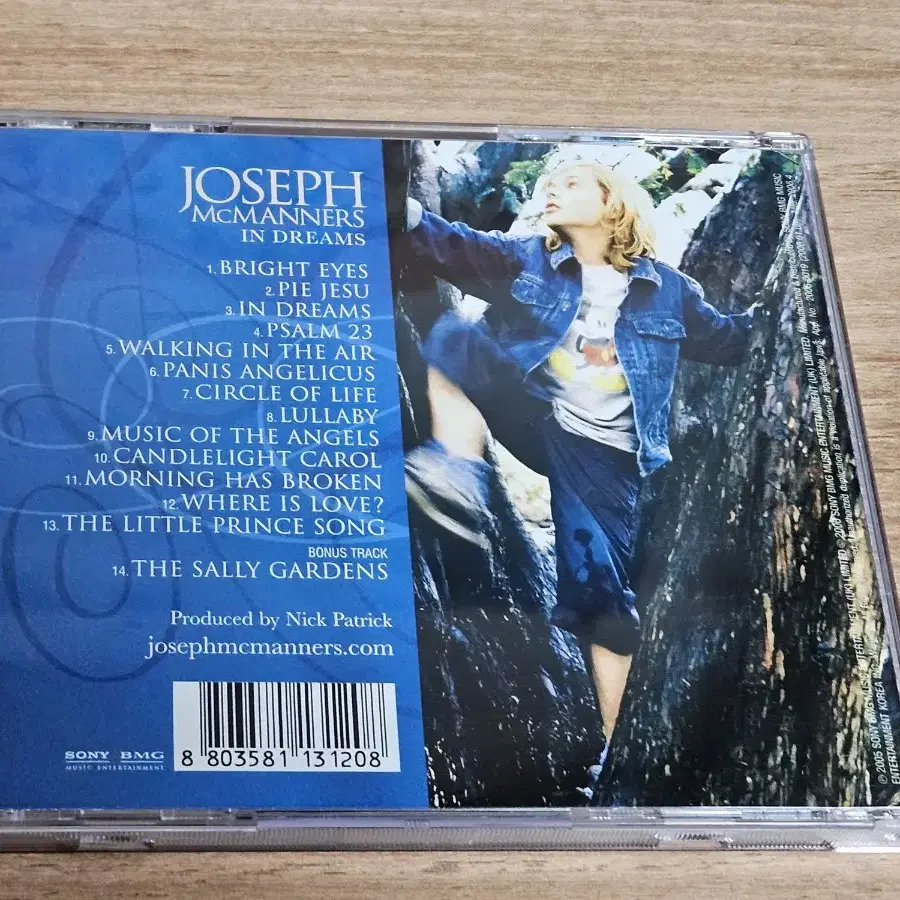 JOSEPH
McMANNERS
IN DREAMS
1. BRIGHT EYES
2. PIE JESU
3. IN DREAMS
4. PSALM 23
5. WALKING IN THE AIR
6. PANIS ANGELICUS
7. CIRCLE OF LIFE
8. LULLABY
9. MUSIC OF THE ANGELS
10. CANDLELIGHT CAROL
11. MORNING HAS BROKEN
12. WHERE IS LOVE?
13. THE LITTLE PRINCE SONG
BONUS TRACK
14. THE SALLY GARDENS
Produced by Nick Patrick
josephmcmanners.com
SONY BMG
MUSIC ENTERTAINMENT
8 803581 131208